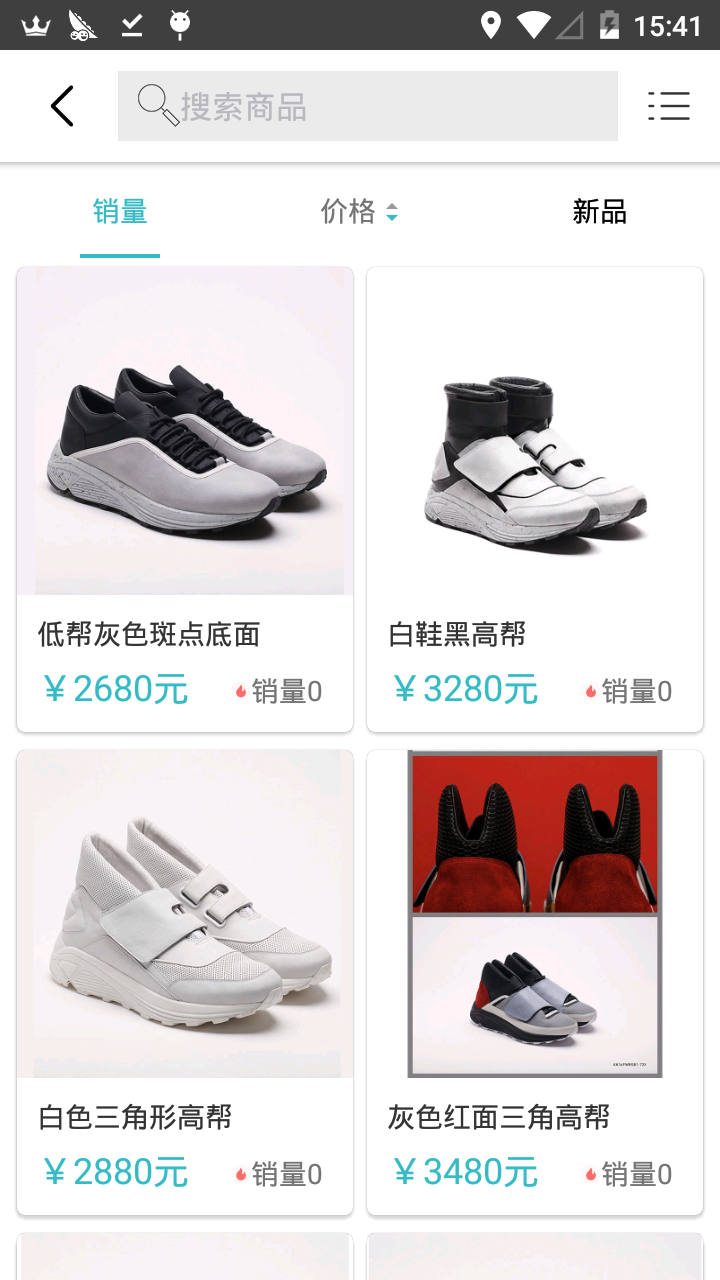 15:41
搜索商品
销量 价格 新品
低帮灰色斑点底面
￥2680元 销量0
白鞋黑高帮
￥3280元 销量0
白色三角形高帮
￥2880元 销量0
灰色红面三角高帮
￥3480元 销量0